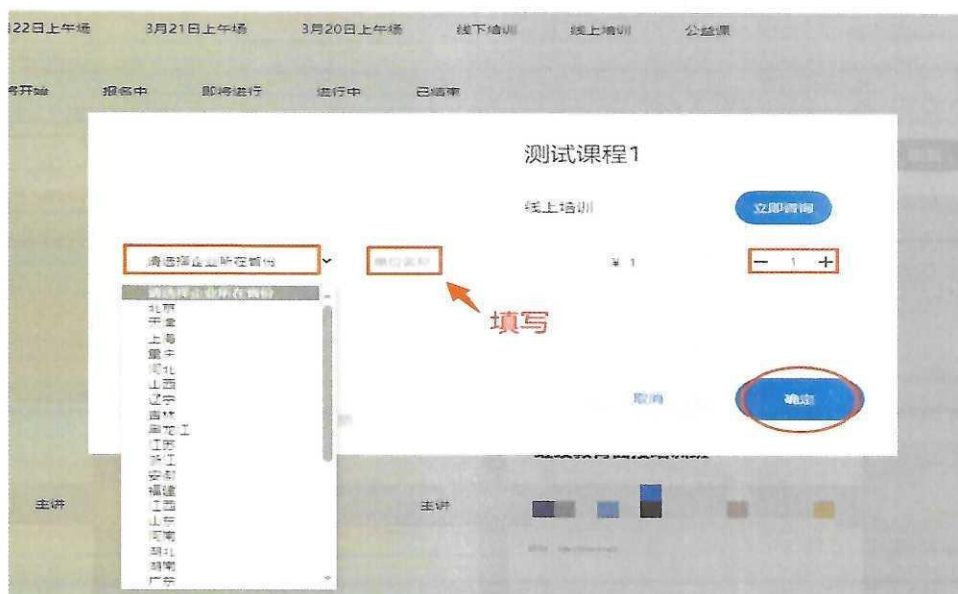 22日上午场 3月21日上午场 3月20日上午场 线下培训 线上培训 公益课
将开始 报名中 即将进行 进行中 已结束
测试课程1
线上培训 立即咨询
请选择企业所在省份 单位名称 ¥ 1 — 1 +
请选择企业所在省份
北京
天津
填写
上海
重庆
河北
山西
辽宁
取消 确定
吉林
黑龙江
江苏
浙江
安徽
福建
主讲 主讲
江西
山东
河南
湖北
湖南
广东